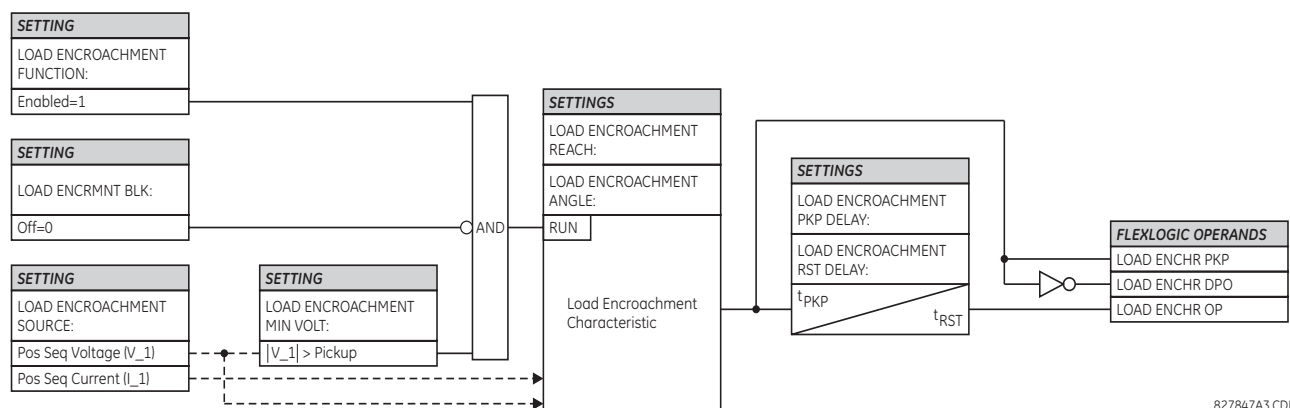 SETTING
LOAD ENCROACHMENT
FUNCTION:
Enabled=1
SETTING
LOAD ENCRMNT BLK:
Off=0
SETTING
LOAD ENCROACHMENT
SOURCE:
Pos Seq Voltage (V_1)
Pos Seq Current (I_1)
SETTING
LOAD ENCROACHMENT
MIN VOLT:
|V_1| > Pickup
AND
SETTINGS
LOAD ENCROACHMENT
REACH:
LOAD ENCROACHMENT
ANGLE:
RUN
Load Encroachment
Characteristic
SETTINGS
LOAD ENCROACHMENT
PKP DELAY:
LOAD ENCROACHMENT
RST DELAY:
tPKP
tRST
FLEXLOGIC OPERANDS
LOAD ENCHR PKP
LOAD ENCHR DPO
LOAD ENCHR OP